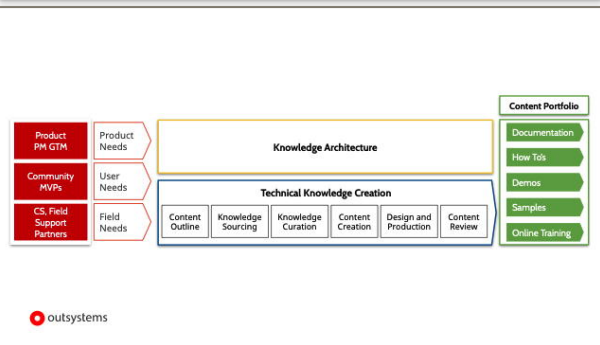 Content Portfolio
Product
PM GTM
Product
Needs
Community
MVPs
User
Needs
CS, Field
Support
Partners
Field
Needs
Knowledge Architecture
Technical Knowledge Creation
Content
Outline
Knowledge
Sourcing
Knowledge
Curation
Content
Creation
Design and
Production
Content
Review
Documentation
How To's
Demos
Samples
Online Training
outsystems